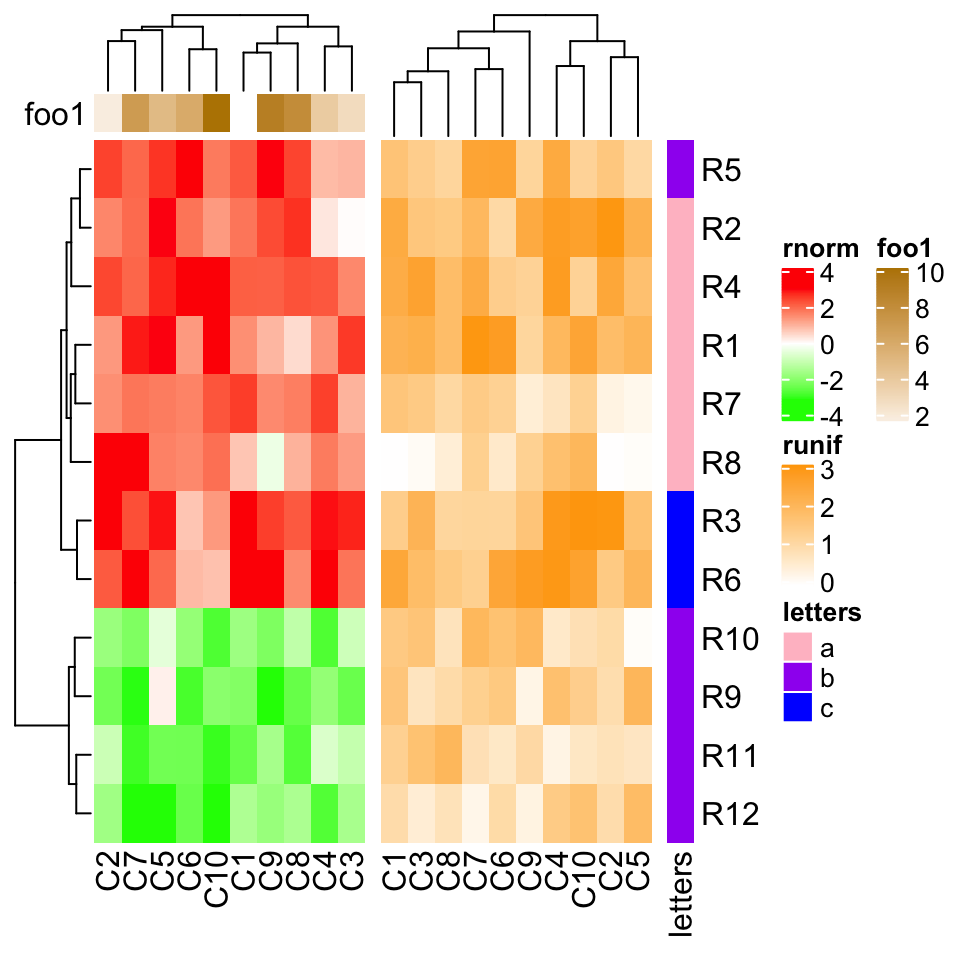 foo1
R5
R2
R4
R1
R7
R8
R3
R6
R10
R9
R11
R12
C2 C7 C5 C6 C10 C1 C9 C8 C4 C3
C1 C3 C8 C7 C6 C9 C4 C10 C2 C5
letters
rnorm
4
2
0
-2
-4
foo1
10
8
6
4
2
runif
3
2
1
0
letters
a
b
c